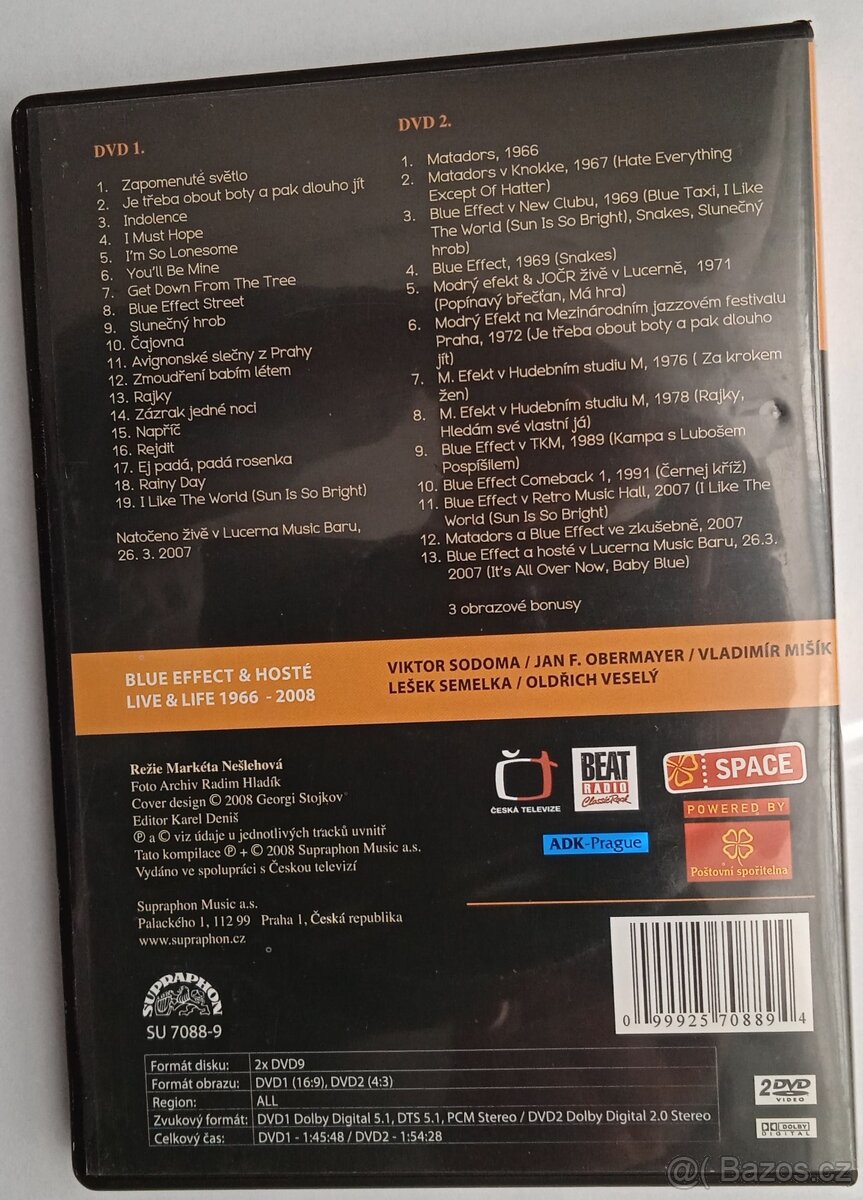 DVD 1.
1. Zapomenuté světlo
2. Je třeba obout boty a pak dlouho jít
3. Indolence
4. I Must Hope
5. I'm So Lonesome
6. You'll Be Mine
7. Get Down From The Tree
8. Blue Effect Street
9. Slunečný hrob
10. Čajovna
11. Avignonské slečny z Prahy
12. Zmoudření babím létem
13. Rajky
14. Zázrak jedné noci
15. Napříč
16. Rejdit
17. Ej padá, padá rosenka
18. Rainy Day
19. I Like The World (Sun Is So Bright)
Natočeno živě v Lucerna Music Baru,
26. 3. 2007
DVD 2.
1. Matadors, 1966
2. Matadors v Knokke, 1967 (Hate Everything
Except Of Hatter)
3. Blue Effect v New Clubu, 1969 (Blue Taxi, I Like
The World (Sun Is So Bright), Snakes, Slunečný
hrob)
4. Blue Effect, 1969 (Snakes)
5. Modrý efekt & JOČR živě v Lucerně, 1971
(Popínavý břečťan, Má hra)
6. Modrý Efekt na Mezinárodním jazzovém festivalu
Praha, 1972 (Je třeba obout boty a pak dlouho
jít)
7. M. Efekt v Hudebním studiu M, 1976 ( Za krokem
žen)
8. M. Efekt v Hudebním studiu M, 1978 (Rajky,
Hledám své vlastní já)
9. Blue Effect v TKM, 1989 (Kampa s Lubošem
Pospíšilem)
10. Blue Effect Comeback 1, 1991 (Černej kříž)
11. Blue Effect v Retro Music Hall, 2007 (I Like The
World (Sun Is So Bright)
12. Matadors a Blue Effect ve zkušebně, 2007
13. Blue Effect a hosté v Lucerna Music Baru, 26.3.
2007 (It's All Over Now, Baby Blue)
3 obrazové bonusy
BLUE EFFECT & HOSTÉ
LIVE & LIFE 1966 - 2008
VIKTOR SODOMA / JAN F. OBERMAYER / VLADIMÍR MIŠÍK
LEŠEK SEMELKA / OLDŘICH VESELÝ
Režie Markéta Nešlehová
Foto Archiv Radim Hladík
Cover design © 2008 Georgi Stojkov
Editor Karel Deniš
℗ a © viz údaje u jednotlivých tracků uvnitř
Tato kompilace ℗ + © 2008 Supraphon Music a.s.
Vydáno ve spolupráci s Českou televizí
Supraphon Music a.s.
Palackého 1, 112 99 Praha 1, Česká republika
www.supraphon.cz
ČT
ČESKÁ TELEVIZE
BEAT
RADIO
Classic Rock
SPACE
POWERED BY
Poštovní spořitelna
ADK-Prague
SUPRAPHON
SU 7088-9
0 99925 70889 4
Formát disku: 2x DVD9
Formát obrazu: DVD1 (16:9), DVD2 (4:3)
Region: ALL
Zvukový formát: DVD1 Dolby Digital 5.1, DTS 5.1, PCM Stereo / DVD2 Dolby Digital 2.0 Stereo
Celkový čas: DVD1 - 1:45:48 / DVD2 - 1:54:28
2 DVD
VIDEO
DOLBY
DIGITAL
@( Bazos.cz